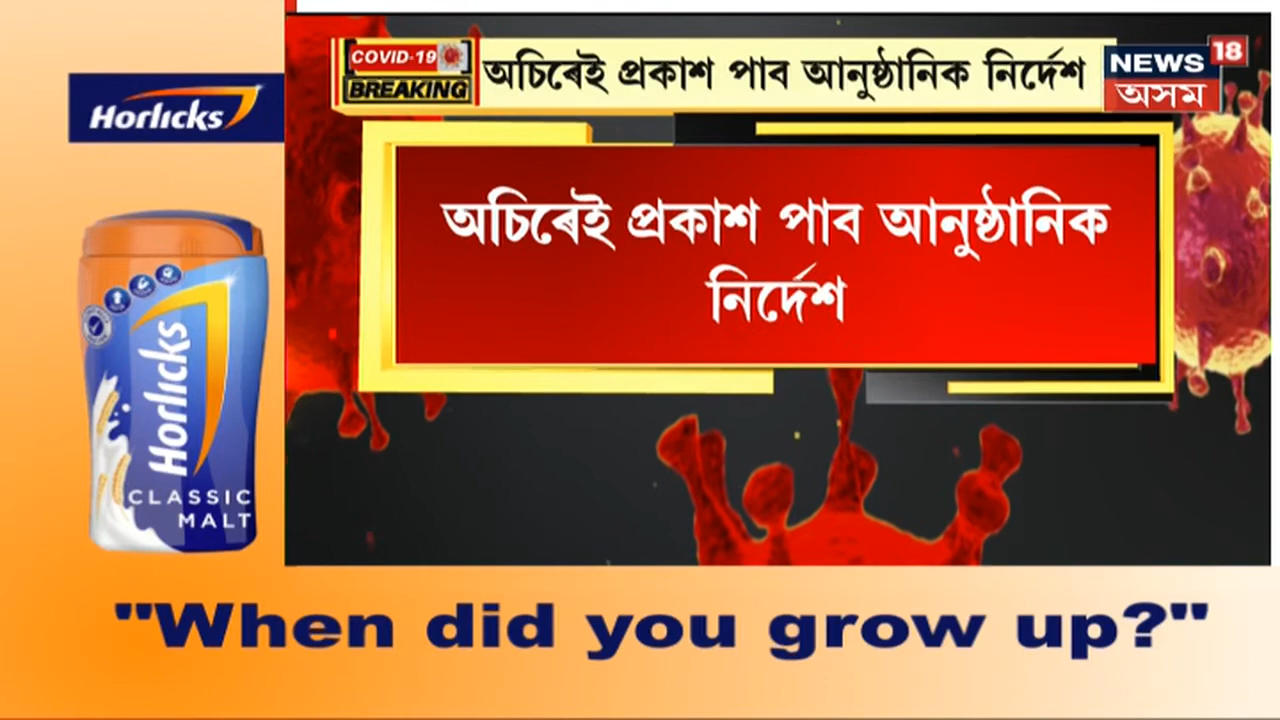 COVID-19
BREAKING
অচিৰেই প্ৰকাশ পাব আনুষ্ঠানিক নিৰ্দেশ
NEWS 18
অসম
Horlicks
অচিৰেই প্ৰকাশ পাব আনুষ্ঠানিক
নিৰ্দেশ
Horlicks
CLASSIC
MALT
"When did you grow up?"